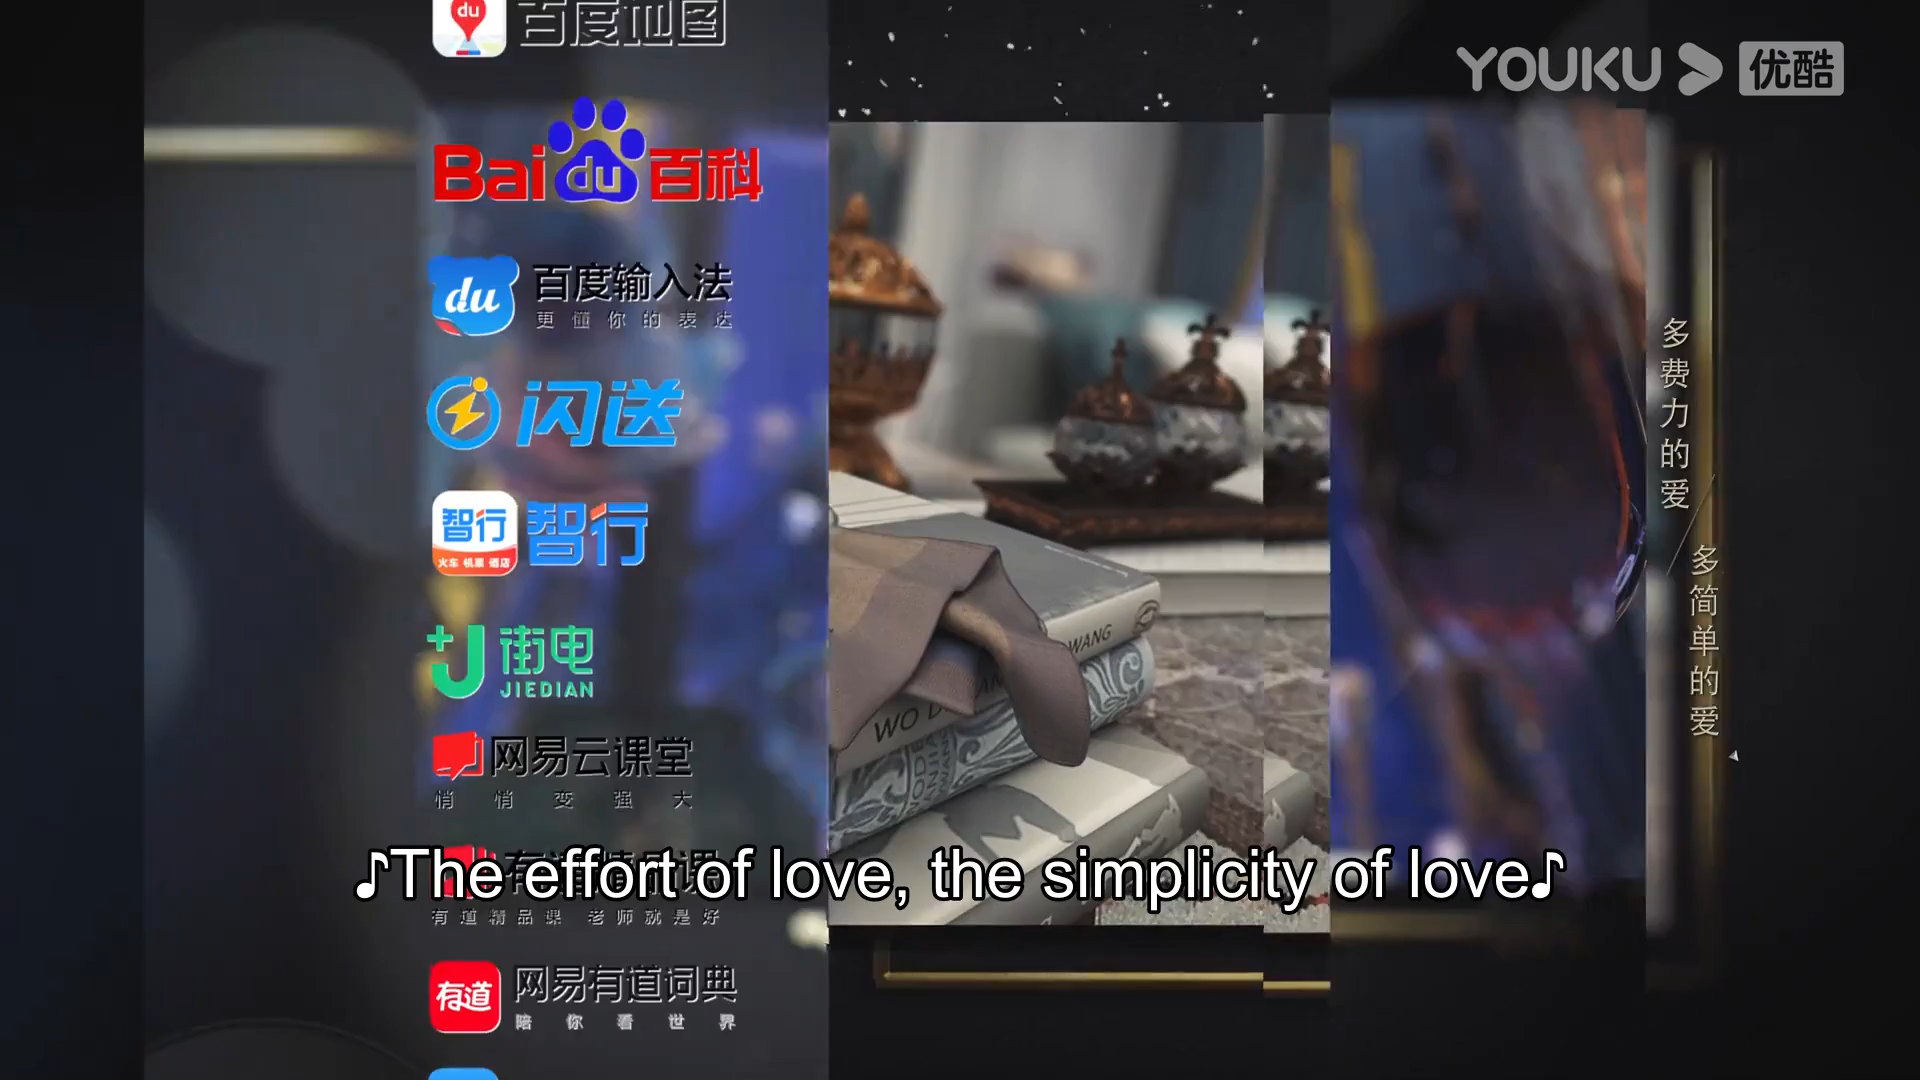 du 百度地图
YOUKU 优酷
Bai du 百科
du 百度输入法
更懂你的表达
闪送
智行 智行
火车 机票 酒店
+J 街电
JIEDIAN
网易云课堂
悄悄变强大
有道精品课 老师就是好
有道 网易有道词典
陪你看世界
多费力的爱
多简单的爱
WANG
WO D
♪The effort of love, the simplicity of love♪